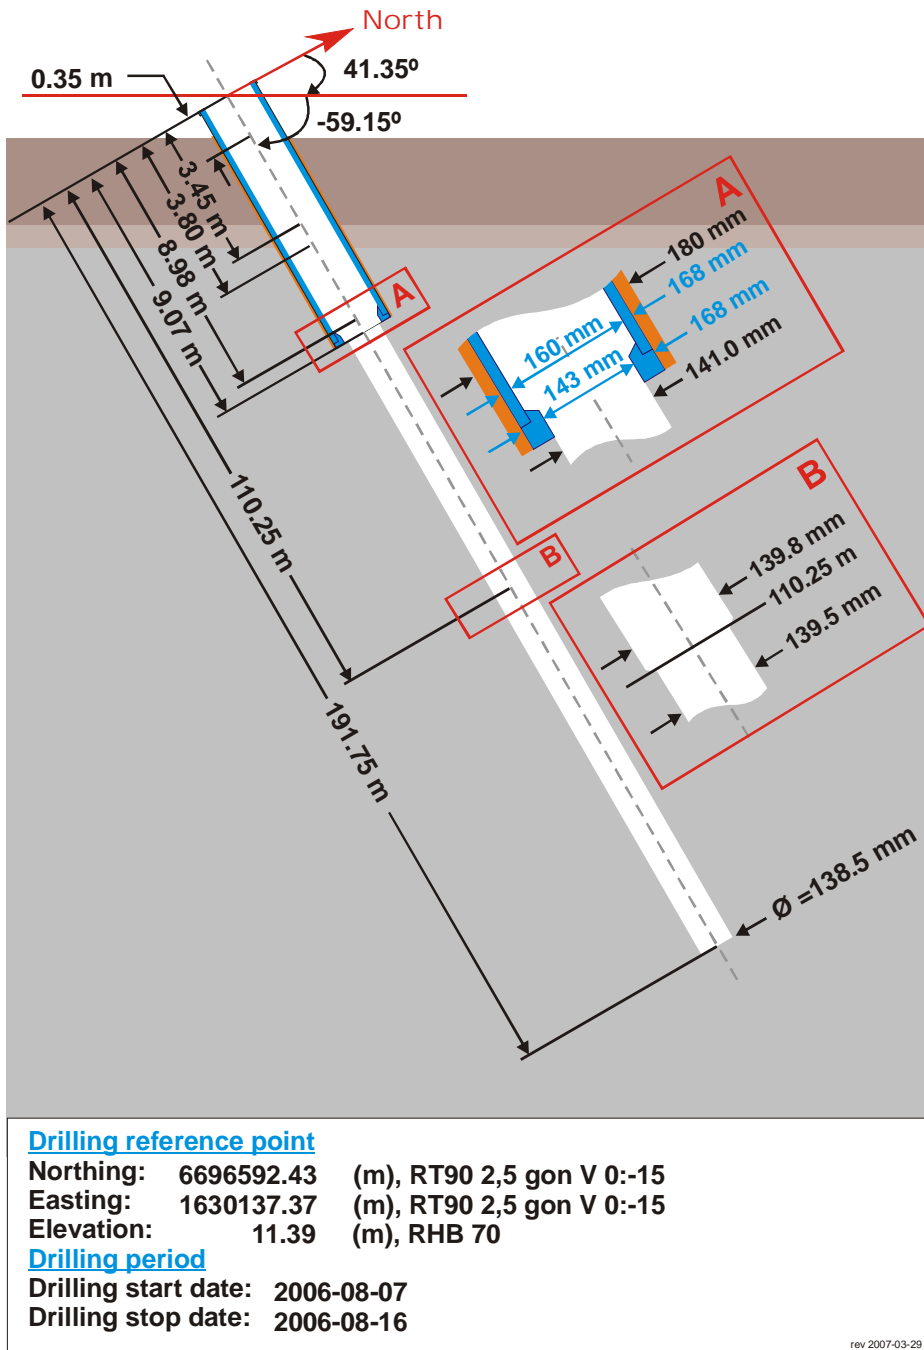 North
0.35 m
41.35º
-59.15º
3.45 m
3.80 m
8.98 m
9.07 m
110.25 m
191.75 m
A
B
A
180 mm
168 mm
168 mm
160 mm
143 mm
141.0 mm
B
139.8 mm
110.25 m
139.5 mm
Ø =138.5 mm
Drilling reference point
Northing: 6696592.43 (m), RT90 2,5 gon V 0:-15
Easting: 1630137.37 (m), RT90 2,5 gon V 0:-15
Elevation: 11.39 (m), RHB 70
Drilling period
Drilling start date: 2006-08-07
Drilling stop date: 2006-08-16
rev 2007-03-29